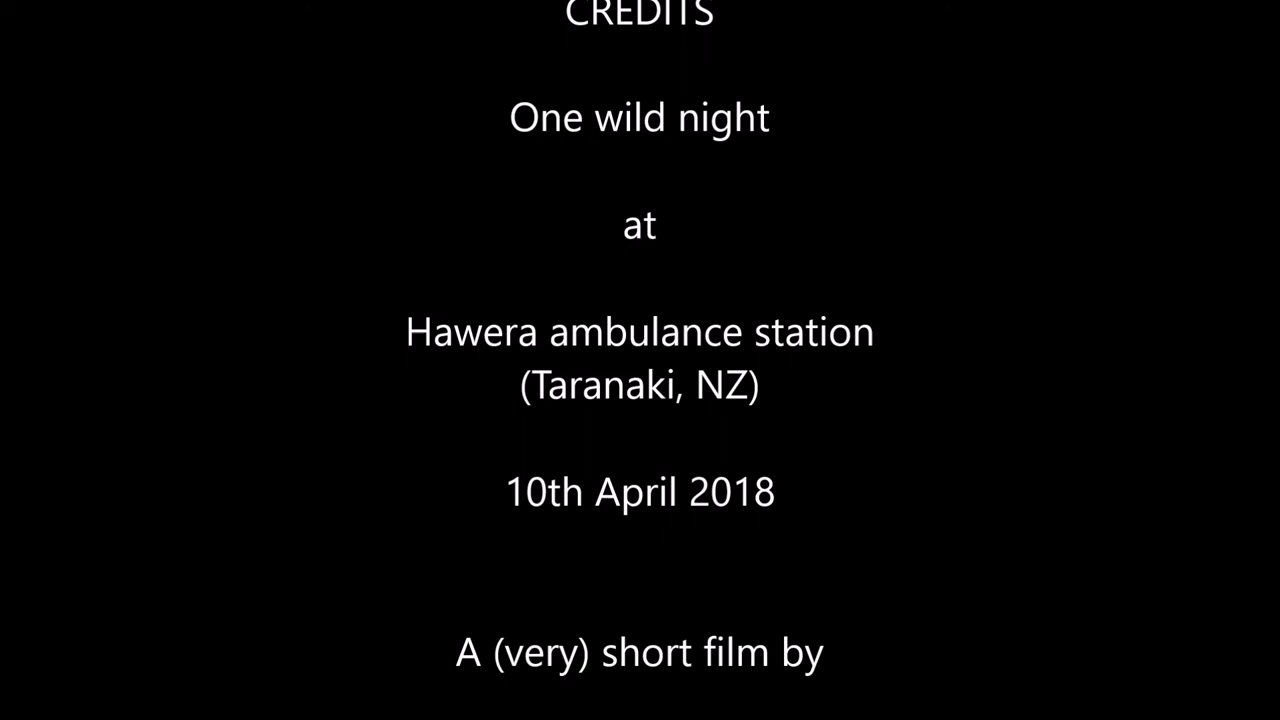 CREDITS
One wild night
at
Hawera ambulance station
(Taranaki, NZ)
10th April 2018
A (very) short film by